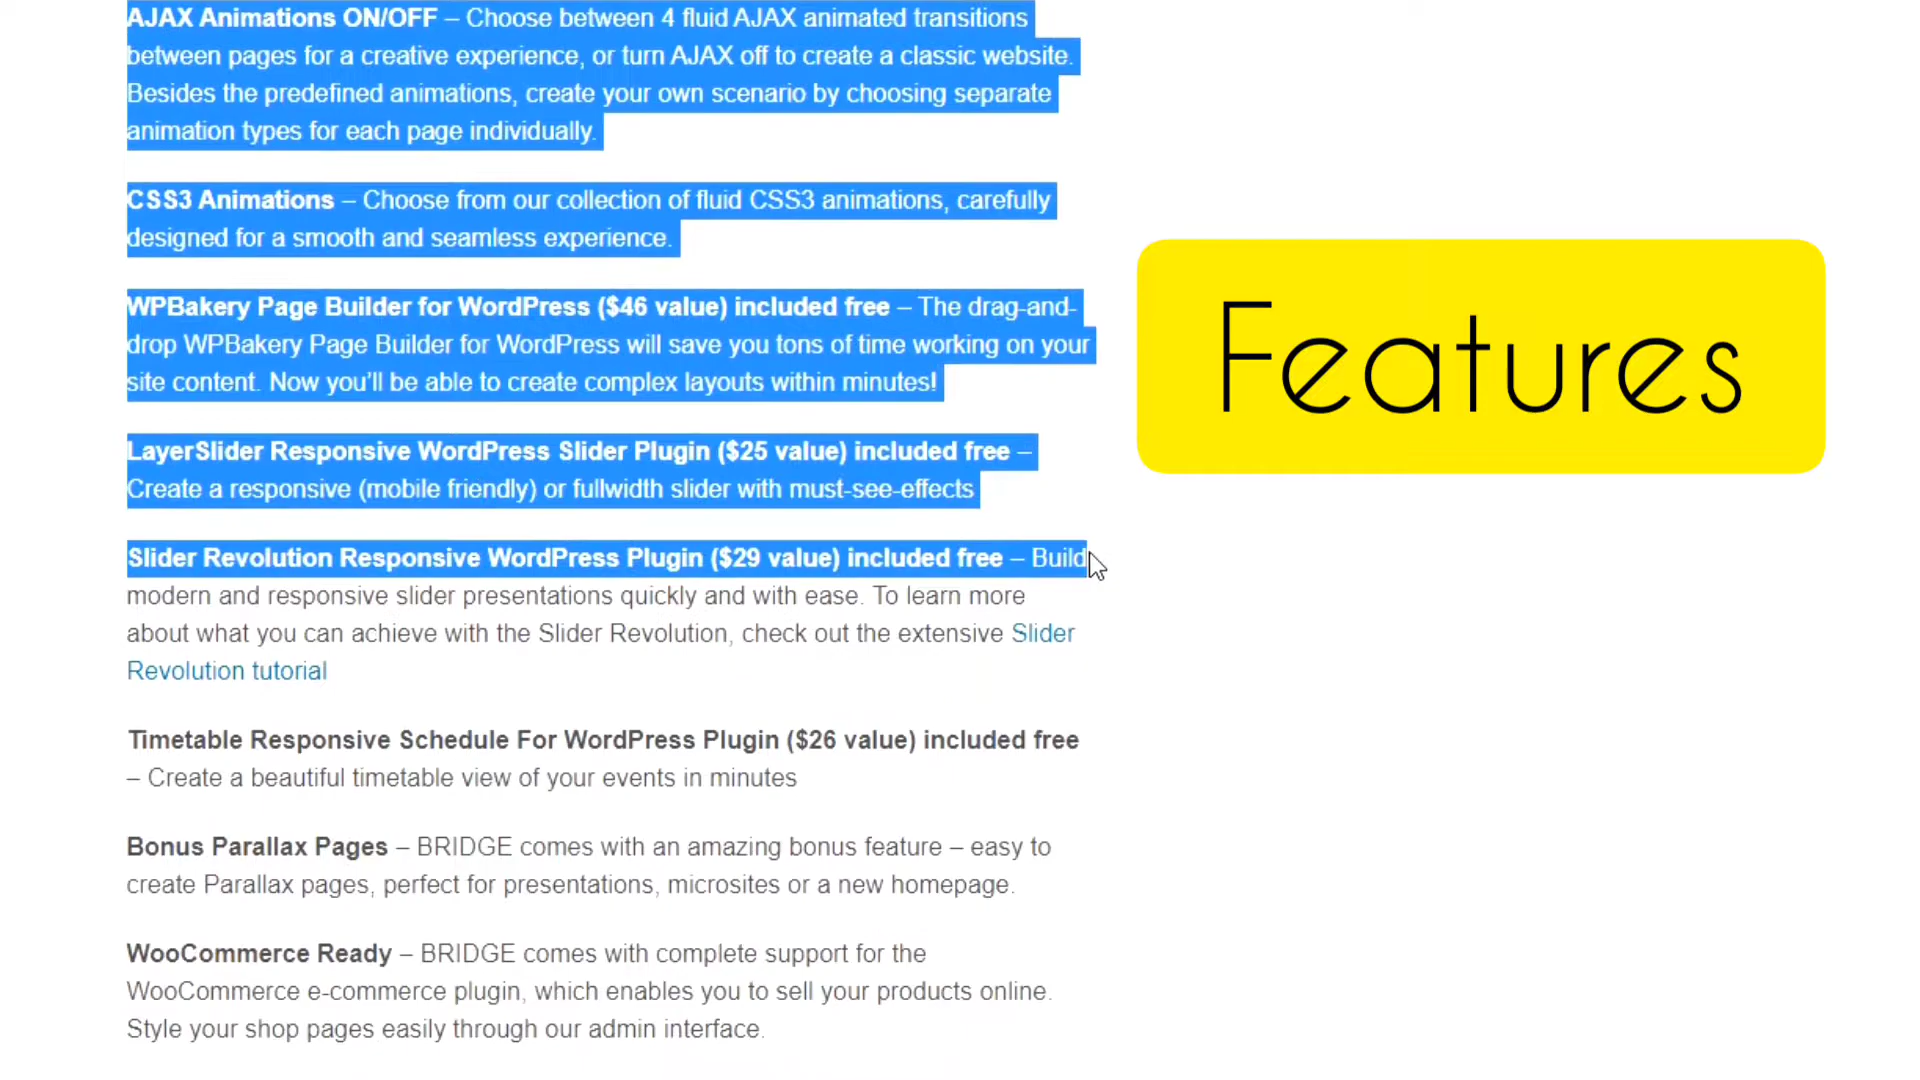 AJAX Animations ON/OFF – Choose between 4 fluid AJAX animated transitions
between pages for a creative experience, or turn AJAX off to create a classic website.
Besides the predefined animations, create your own scenario by choosing separate
animation types for each page individually.
CSS3 Animations – Choose from our collection of fluid CSS3 animations, carefully
designed for a smooth and seamless experience.
WPBakery Page Builder for WordPress ($46 value) included free – The drag-and-
drop WPBakery Page Builder for WordPress will save you tons of time working on your
site content. Now you’ll be able to create complex layouts within minutes!
LayerSlider Responsive WordPress Slider Plugin ($25 value) included free –
Create a responsive (mobile friendly) or fullwidth slider with must-see-effects
Slider Revolution Responsive WordPress Plugin ($29 value) included free – Build
modern and responsive slider presentations quickly and with ease. To learn more
about what you can achieve with the Slider Revolution, check out the extensive Slider
Revolution tutorial
Timetable Responsive Schedule For WordPress Plugin ($26 value) included free
– Create a beautiful timetable view of your events in minutes
Bonus Parallax Pages – BRIDGE comes with an amazing bonus feature – easy to
create Parallax pages, perfect for presentations, microsites or a new homepage.
WooCommerce Ready – BRIDGE comes with complete support for the
WooCommerce e-commerce plugin, which enables you to sell your products online.
Style your shop pages easily through our admin interface.
Features